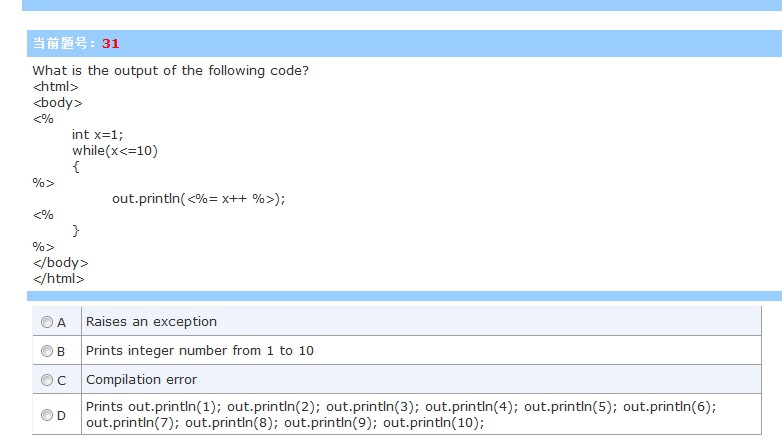 当前题号：31
What is the output of the following code?
<html>
<body>
<%
int x=1;
while(x<=10)
{
%>
out.println(<%= x++ %>);
<%
}
%>
</body>
</html>
A Raises an exception
B Prints integer number from 1 to 10
C Compilation error
D Prints out.println(1); out.println(2); out.println(3); out.println(4); out.println(5); out.println(6);
out.println(7); out.println(8); out.println(9); out.println(10);